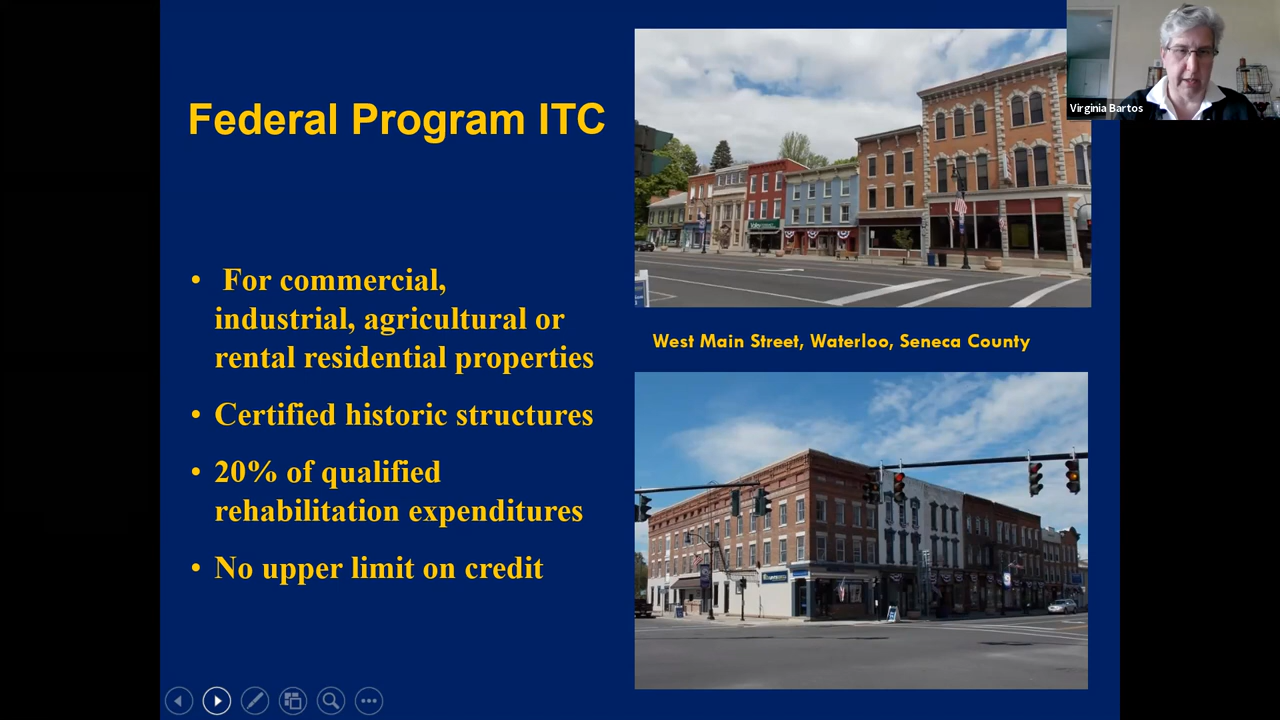 Virginia Bartos
Federal Program ITC
• For commercial,
industrial, agricultural or
rental residential properties
• Certified historic structures
• 20% of qualified
rehabilitation expenditures
• No upper limit on credit
West Main Street, Waterloo, Seneca County